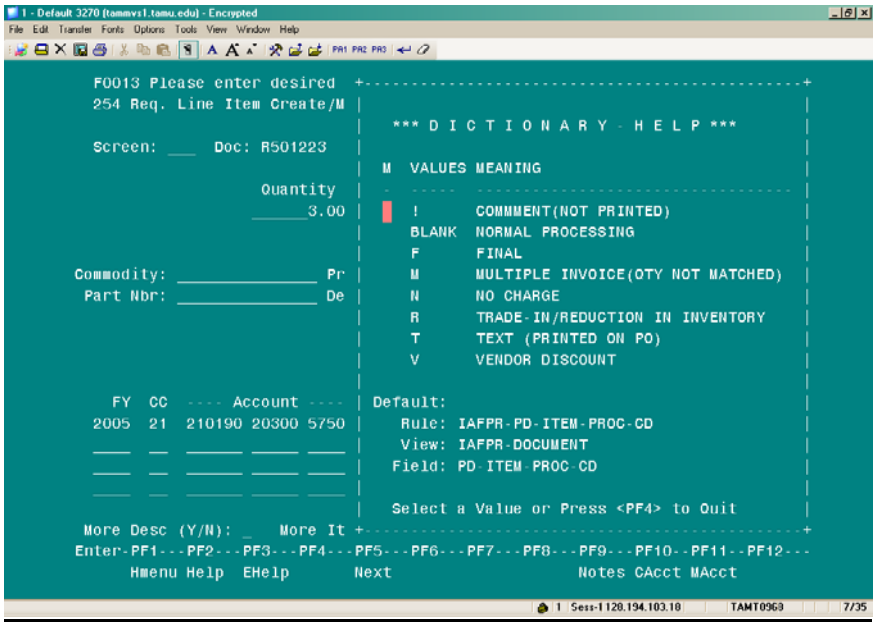 1 - Default 3270 (tammvs1.tamu.edu) - Encrypted
File Edit Transfer Fonts Options Tools View Window Help
PA1 PA2 PA3
F0013 Please enter desired +-----------------------------------------------+
254 Req. Line Item Create/M |
*** D I C T I O N A R Y - H E L P ***
Screen: ___ Doc: R501223
M VALUES MEANING
Quantity - ----- ----------------------------------
______3.00 ! COMMMENT(NOT PRINTED)
BLANK NORMAL PROCESSING
F FINAL
Commodity: _______________ Pr M MULTIPLE INVOICE(QTY NOT MATCHED)
Part Nbr: _______________ De N NO CHARGE
R TRADE-IN/REDUCTION IN INVENTORY
T TEXT (PRINTED ON PO)
V VENDOR DISCOUNT
FY CC ---- Account ---- Default:
2005 21 210190 20300 5750 Rule: IAFPR-PD-ITEM-PROC-CD
View: IAFPR-DOCUMENT
Field: PD-ITEM-PROC-CD
Select a Value or Press <PF4> to Quit
More Desc (Y/N): _ More It +-----------------------------------------------+
Enter-PF1---PF2---PF3---PF4---PF5---PF6---PF7---PF8---PF9---PF10--PF11--PF12---
Hmenu Help EHelp Next Notes CAcct MAcct
1 Sess-1 128.194.103.18 TAMT0960 7/35